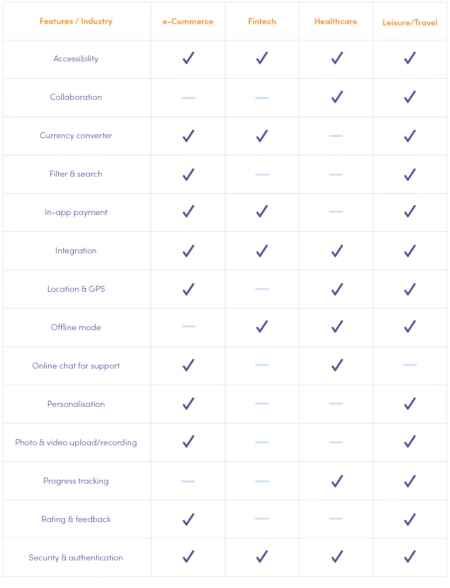 Features / Industry e-Commerce Fintech Healthcare Leisure/Travel
Accessibility
Collaboration
Currency converter
Filter & search
In-app payment
Integration
Location & GPS
Offline mode
Online chat for support
Personalisation
Photo & video upload/recording
Progress tracking
Rating & feedback
Security & authentication